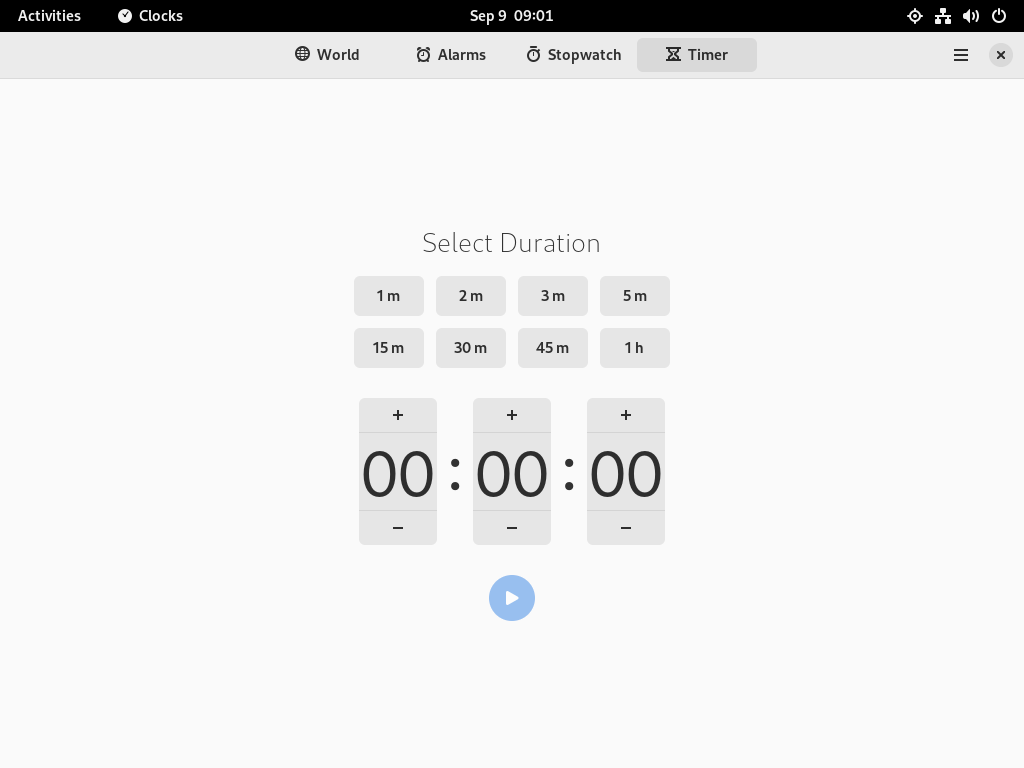 Activities Clocks Sep 9 09:01
World Alarms Stopwatch Timer
Select Duration
1 m 2 m 3 m 5 m
15 m 30 m 45 m 1 h
+ + +
00 : 00 : 00
− − −